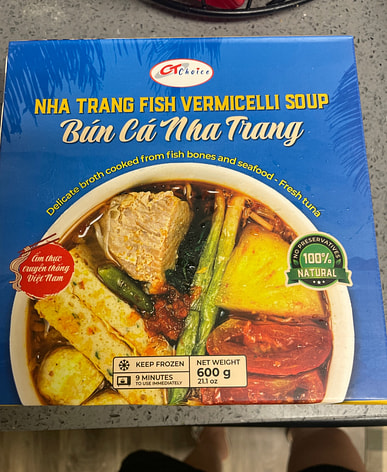 CT Choice
NHA TRANG FISH VERMICELLI SOUP
Bún Cá Nha Trang
Delicate broth cooked from fish bones and seafood - Fresh tuna
Ẩm thực
truyền thống
Việt Nam
NO PRESERVATIVES
100%
NATURAL
KEEP FROZEN
9 MINUTES
TO USE IMMEDIATELY
NET WEIGHT
600 g
21.1 oz